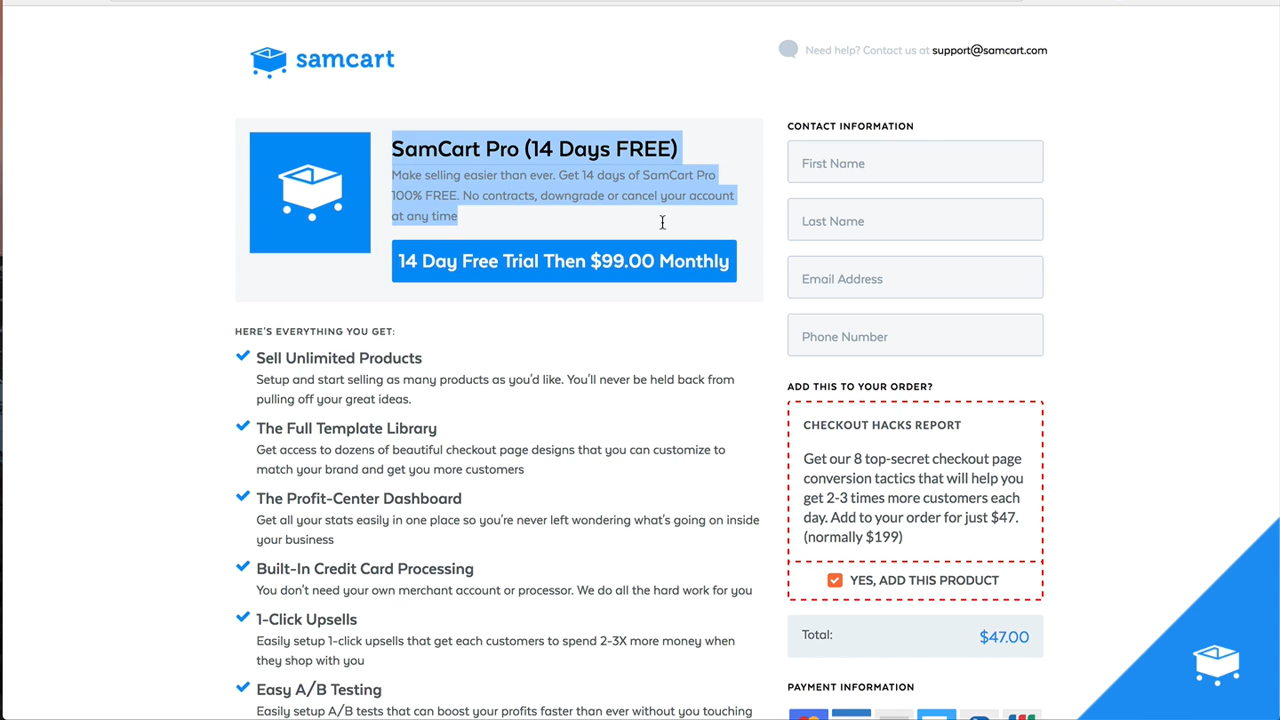 samcart
Need help? Contact us at support@samcart.com
SamCart Pro (14 Days FREE)
Make selling easier than ever. Get 14 days of SamCart Pro
100% FREE. No contracts, downgrade or cancel your account
at any time
14 Day Free Trial Then $99.00 Monthly
HERE'S EVERYTHING YOU GET:
Sell Unlimited Products
Setup and start selling as many products as you'd like. You'll never be held back from
pulling off your great ideas.
The Full Template Library
Get access to dozens of beautiful checkout page designs that you can customize to
match your brand and get you more customers
The Profit-Center Dashboard
Get all your stats easily in one place so you're never left wondering what's going on inside
your business
Built-In Credit Card Processing
You don't need your own merchant account or processor. We do all the hard work for you
1-Click Upsells
Easily setup 1-click upsells that get each customers to spend 2-3X more money when
they shop with you
Easy A/B Testing
Easily setup A/B tests that can boost your profits faster than ever without you touching
CONTACT INFORMATION
First Name
Last Name
Email Address
Phone Number
ADD THIS TO YOUR ORDER?
CHECKOUT HACKS REPORT
Get our 8 top-secret checkout page
conversion tactics that will help you
get 2-3 times more customers each
day. Add to your order for just $47.
(normally $199)
YES, ADD THIS PRODUCT
Total: $47.00
PAYMENT INFORMATION